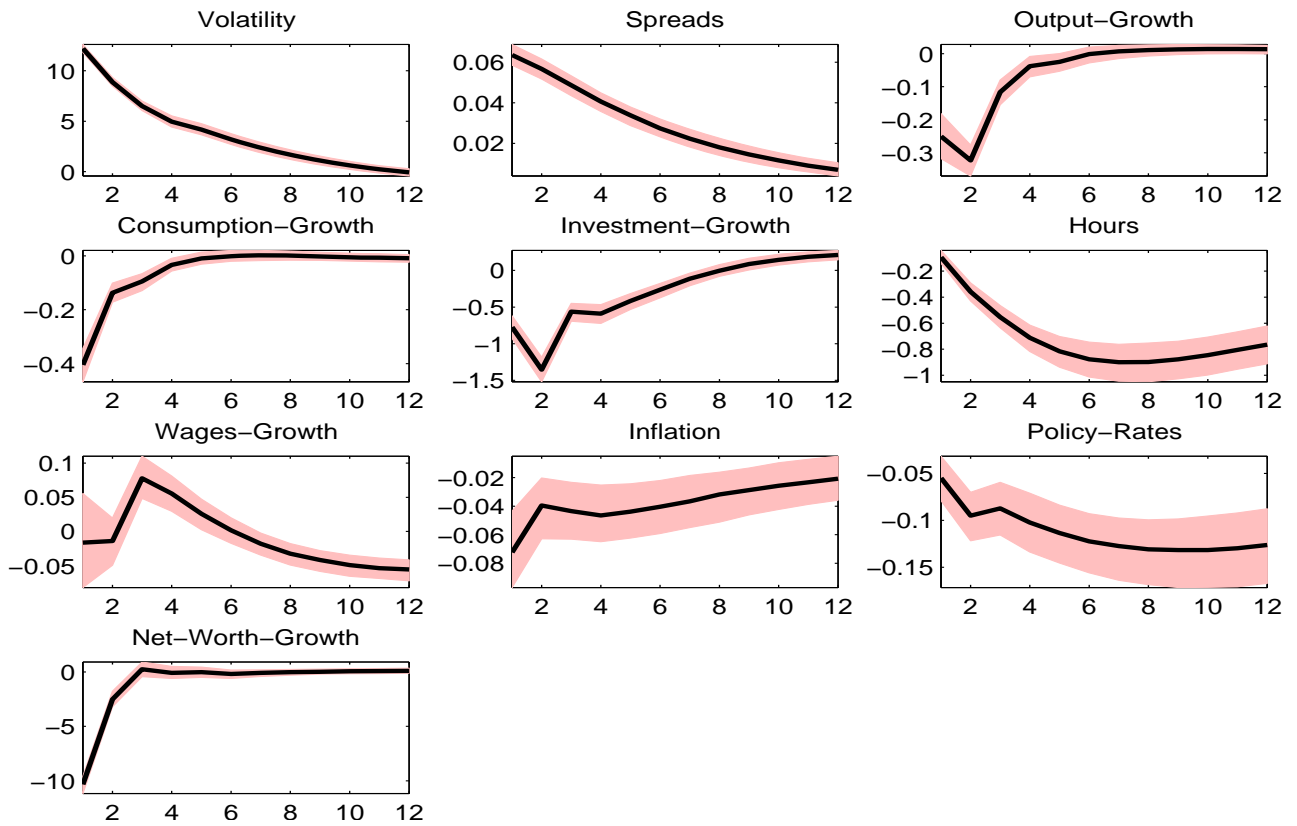 Volatility
Spreads
Output−Growth
10
5
0
2 4 6 8 10 12
0.06
0.04
0.02
2 4 6 8 10 12
0
−0.1
−0.2
−0.3
2 4 6 8 10 12
Consumption−Growth
Investment−Growth
Hours
0
−0.2
−0.4
2 4 6 8 10 12
0
−0.5
−1
−1.5
2 4 6 8 10 12
−0.2
−0.4
−0.6
−0.8
−1
2 4 6 8 10 12
Wages−Growth
Inflation
Policy−Rates
0.1
0.05
0
−0.05
2 4 6 8 10 12
−0.02
−0.04
−0.06
−0.08
2 4 6 8 10 12
−0.05
−0.1
−0.15
2 4 6 8 10 12
Net−Worth−Growth
0
−5
−10
2 4 6 8 10 12